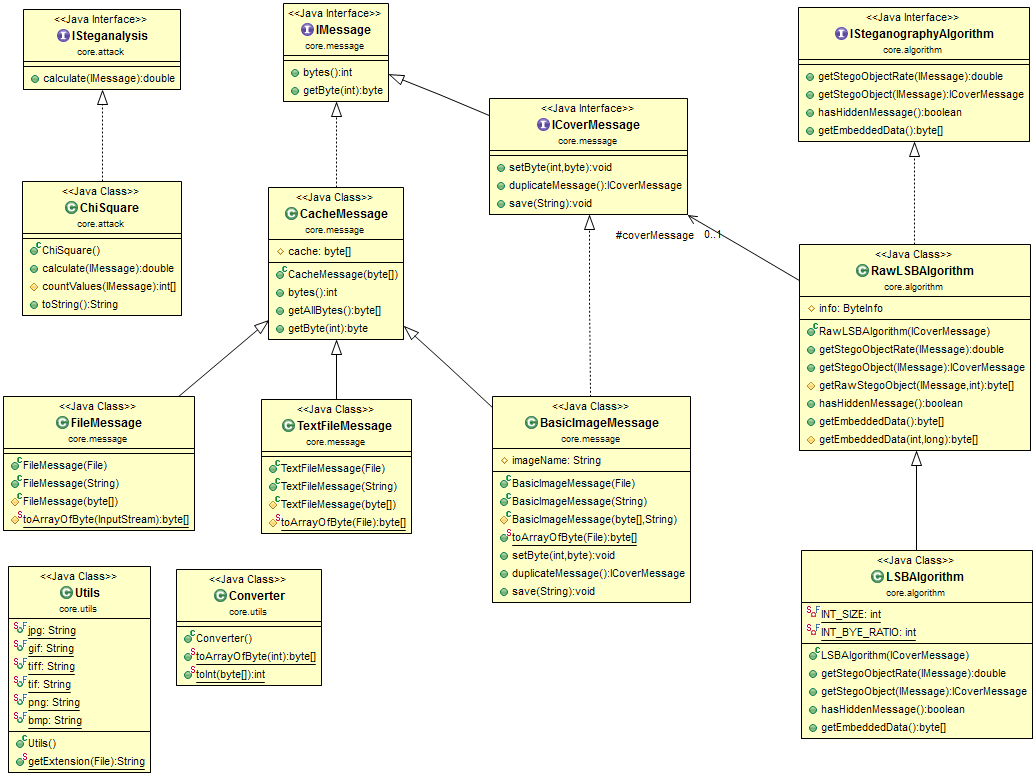 <<Java Interface>>
ISteganalysis
core.attack
calculate(IMessage):double
<<Java Interface>>
IMessage
core.message
bytes():int
getByte(int):byte
<<Java Interface>>
ICoverMessage
core.message
setByte(int,byte):void
duplicateMessage():ICoverMessage
save(String):void
<<Java Interface>>
ISteganographyAlgorithm
core.algorithm
getStegoObjectRate(IMessage):double
getStegoObject(IMessage):ICoverMessage
hasHiddenMessage():boolean
getEmbeddedData():byte[]
<<Java Class>>
ChiSquare
core.attack
ChiSquare()
calculate(IMessage):double
countValues(IMessage):int[]
toString():String
<<Java Class>>
CacheMessage
core.message
cache: byte[]
CacheMessage(byte[])
bytes():int
getAllBytes():byte[]
getByte(int):byte
#coverMessage 0..1
<<Java Class>>
RawLSBAlgorithm
core.algorithm
info: ByteInfo
RawLSBAlgorithm(ICoverMessage)
getStegoObjectRate(IMessage):double
getStegoObject(IMessage):ICoverMessage
getRawStegoObject(IMessage,int):byte[]
hasHiddenMessage():boolean
getEmbeddedData():byte[]
getEmbeddedData(int,long):byte[]
<<Java Class>>
FileMessage
core.message
FileMessage(File)
FileMessage(String)
FileMessage(byte[])
toArrayOfByte(InputStream):byte[]
<<Java Class>>
TextFileMessage
core.message
TextFileMessage(File)
TextFileMessage(String)
TextFileMessage(byte[])
toArrayOfByte(File):byte[]
<<Java Class>>
BasicImageMessage
core.message
imageName: String
BasicImageMessage(File)
BasicImageMessage(String)
BasicImageMessage(byte[],String)
toArrayOfByte(File):byte[]
setByte(int,byte):void
duplicateMessage():ICoverMessage
save(String):void
<<Java Class>>
Utils
core.utils
jpg: String
gif: String
tiff: String
tif: String
png: String
bmp: String
Utils()
getExtension(File):String
<<Java Class>>
Converter
core.utils
Converter()
toArrayOfByte(int):byte[]
toInt(byte[]):int
<<Java Class>>
LSBAlgorithm
core.algorithm
INT_SIZE: int
INT_BYE_RATIO: int
LSBAlgorithm(ICoverMessage)
getStegoObjectRate(IMessage):double
getStegoObject(IMessage):ICoverMessage
hasHiddenMessage():boolean
getEmbeddedData():byte[]